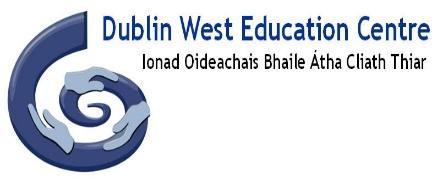 Dublin West Education Centre
Ionad Oideachais Bhaile Átha Cliath Thiar